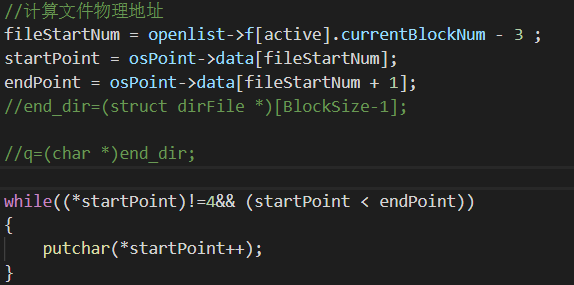 //计算文件物理地址
fileStartNum = openlist->f[active].currentBlockNum - 3 ;
startPoint = osPoint->data[fileStartNum];
endPoint = osPoint->data[fileStartNum + 1];
//end_dir=(struct dirFile *)[BlockSize-1];
//q=(char *)end_dir;
while((*startPoint)!=4&& (startPoint < endPoint))
{
putchar(*startPoint++);
}